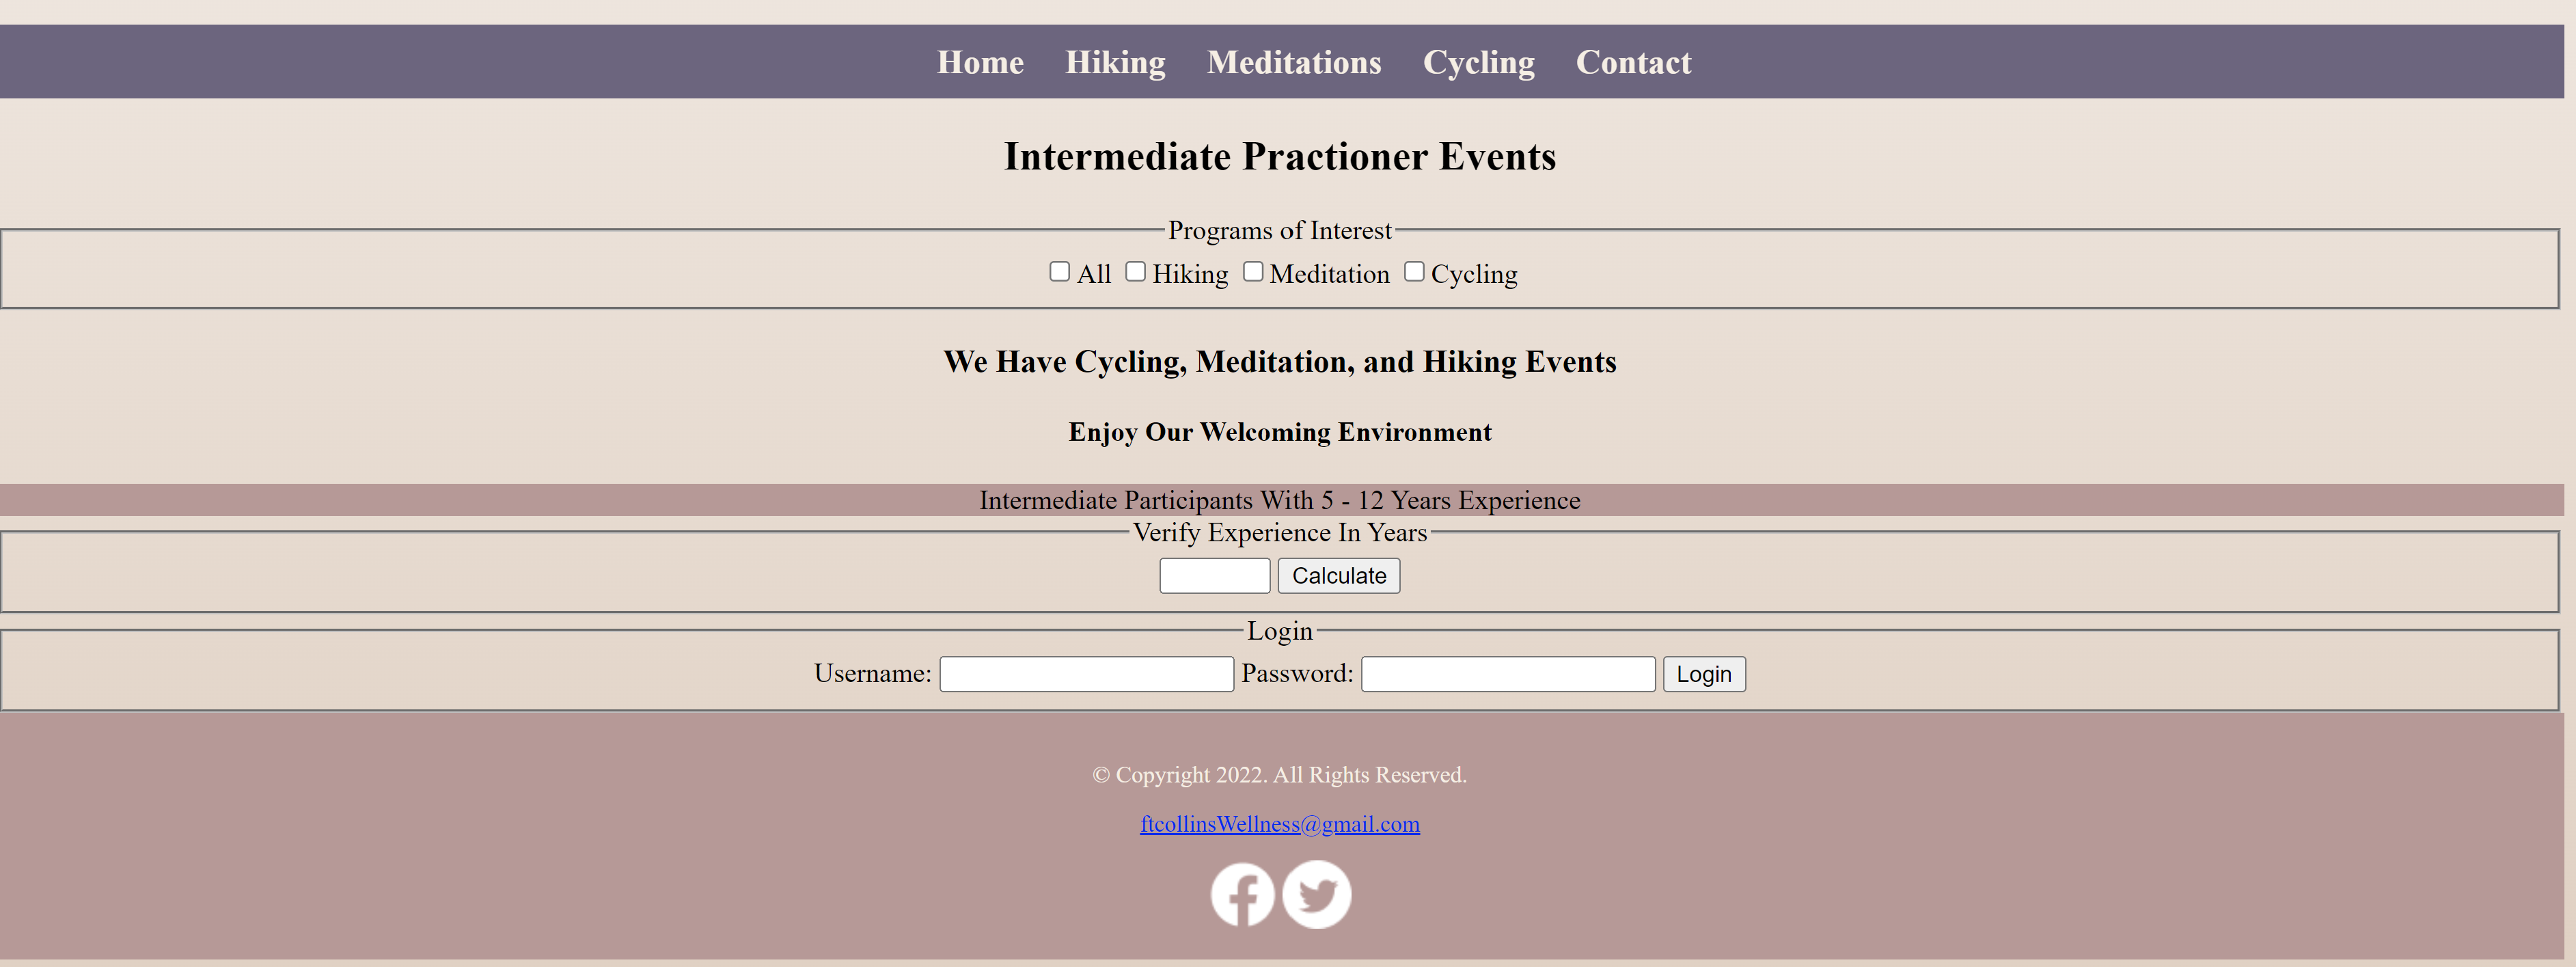 Home Hiking Meditations Cycling Contact
Intermediate Practioner Events
Programs of Interest
All Hiking Meditation Cycling
We Have Cycling, Meditation, and Hiking Events
Enjoy Our Welcoming Environment
Intermediate Participants With 5 - 12 Years Experience
Verify Experience In Years
Calculate
Login
Username: Password: Login
© Copyright 2022. All Rights Reserved.
ftcollinsWellness@gmail.com